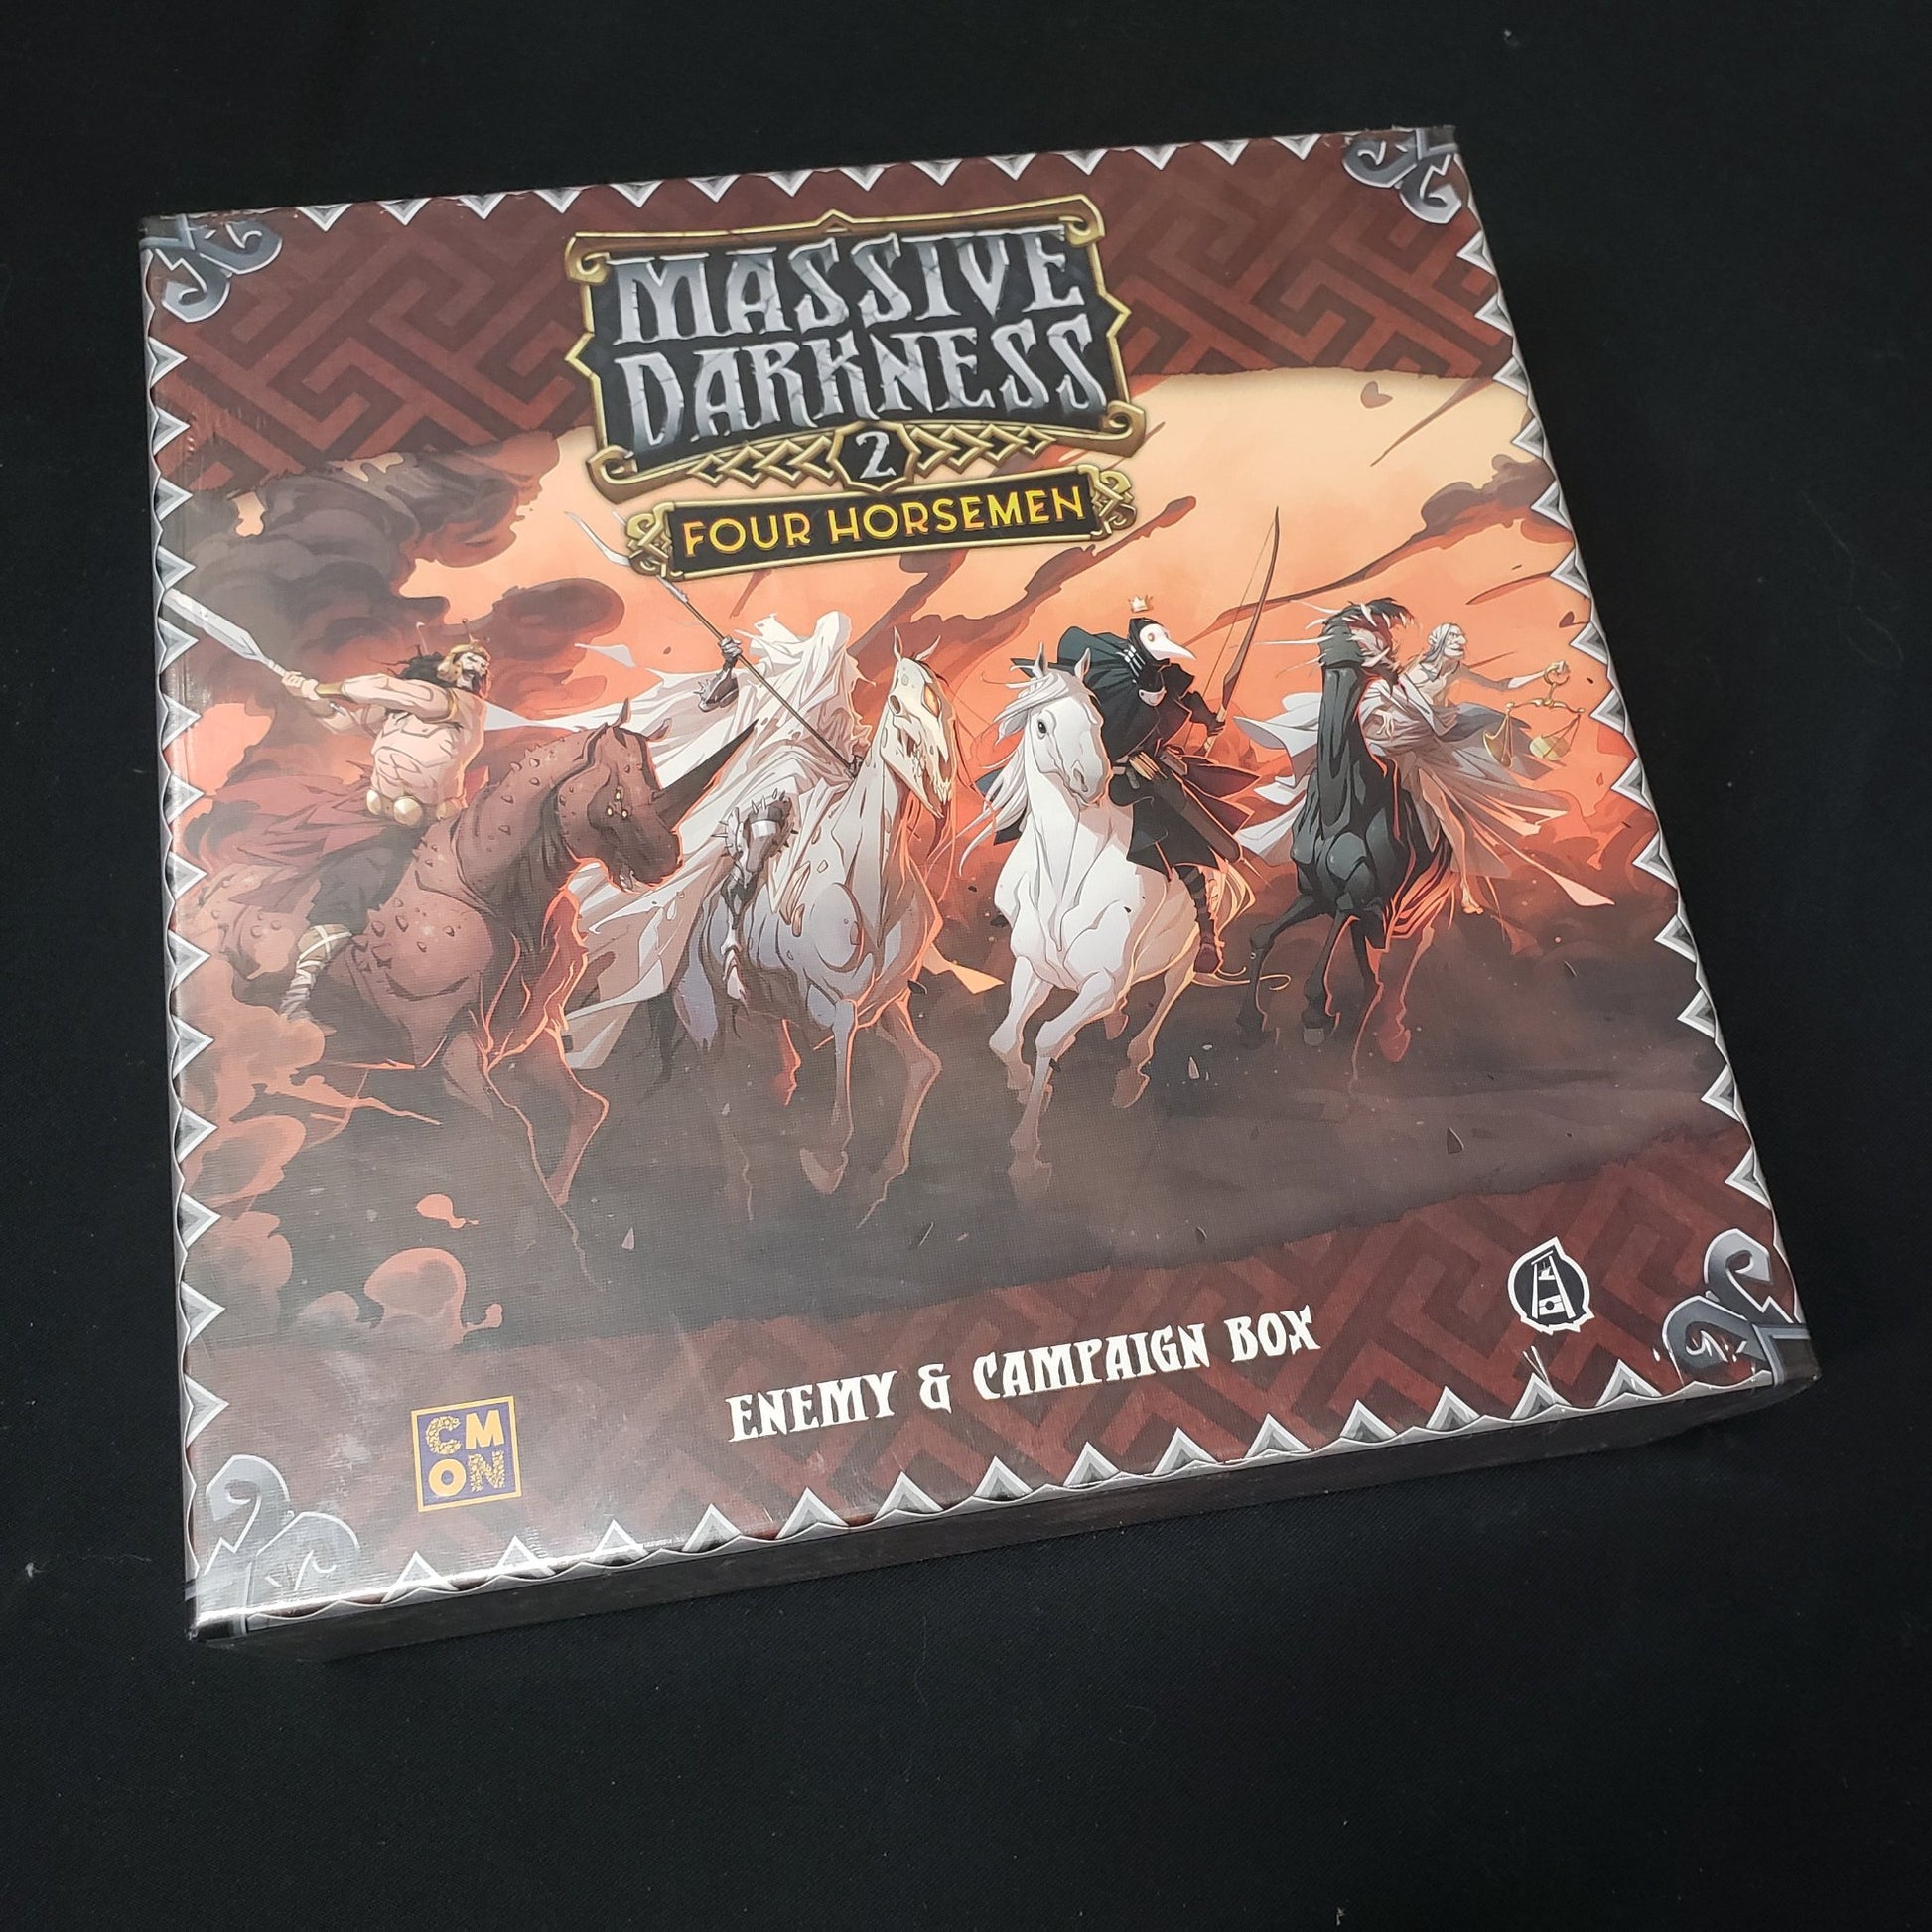 MASSIVE
DARKNESS
2
FOUR HORSEMEN
ENEMY & CAMPAIGN BOX
CM
ON